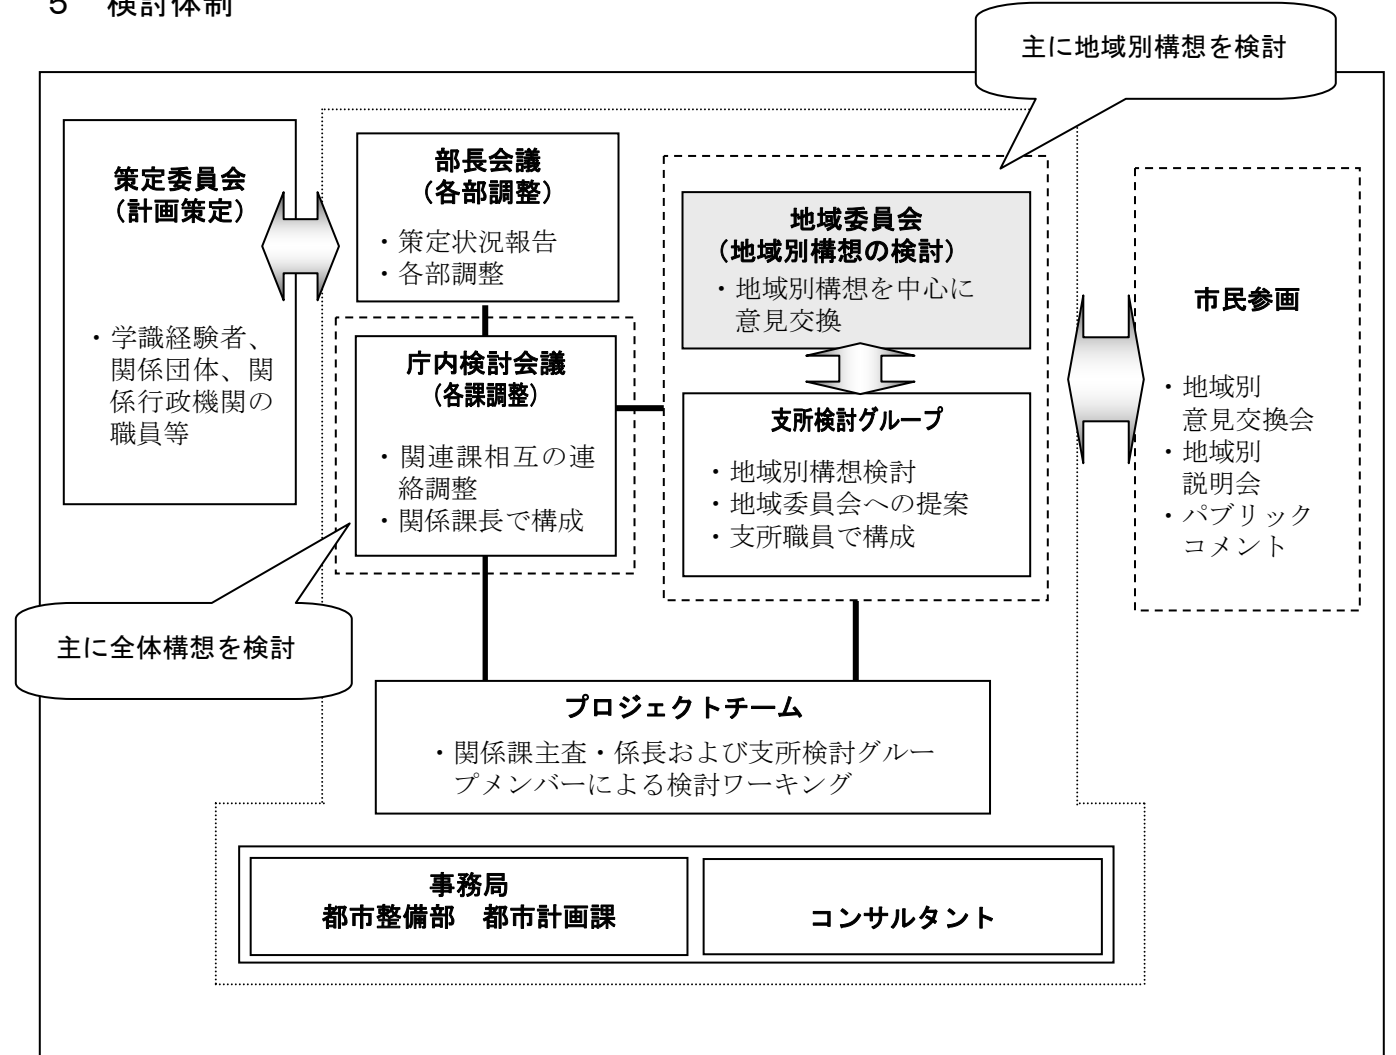 5　検討体制
主に地域別構想を検討
策定委員会
（計画策定）
・学識経験者、
関係団体、関
係行政機関の
職員等
部長会議
（各部調整）
・策定状況報告
・各部調整
庁内検討会議
（各課調整）
・関連課相互の連
絡調整
・関係課長で構成
地域委員会
（地域別構想の検討）
・地域別構想を中心に
意見交換
支所検討グループ
・地域別構想検討
・地域委員会への提案
・支所職員で構成
市民参画
・地域別
意見交換会
・地域別
説明会
・パブリック
コメント
主に全体構想を検討
プロジェクトチーム
・関係課主査・係長および支所検討グルー
プメンバーによる検討ワーキング
事務局
都市整備部　都市計画課
コンサルタント